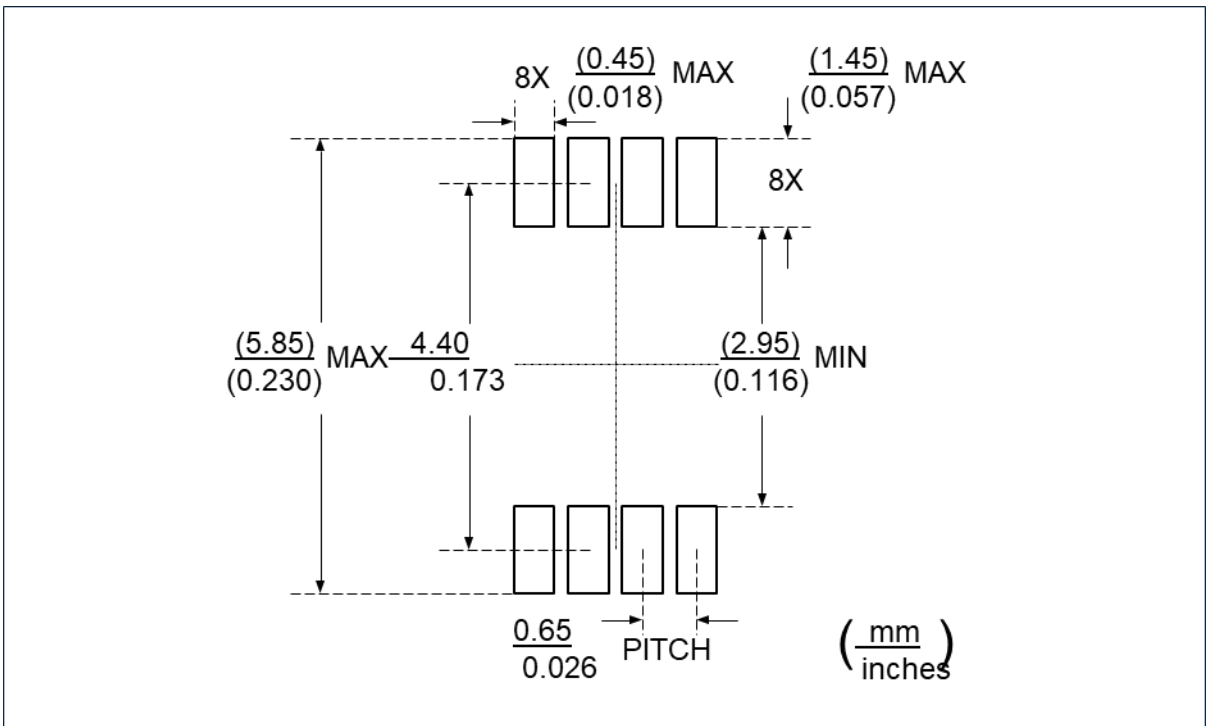 8X (0.45) MAX
(0.018)
(1.45) MAX
(0.057)
8X
(5.85) MAX
(0.230)
4.40
0.173
(2.95) MIN
(0.116)
0.65
0.026
PITCH
(mm
inches)